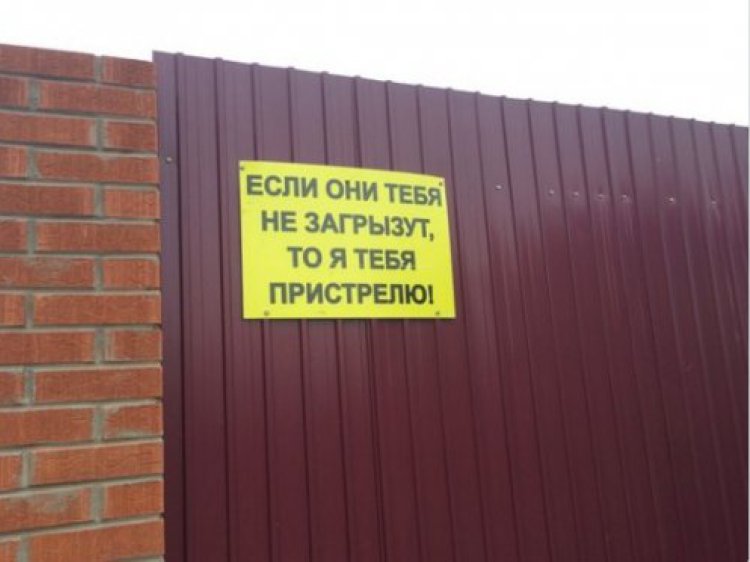 ЕСЛИ ОНИ ТЕБЯ
НЕ ЗАГРЫЗУТ,
ТО Я ТЕБЯ
ПРИСТРЕЛЮ!